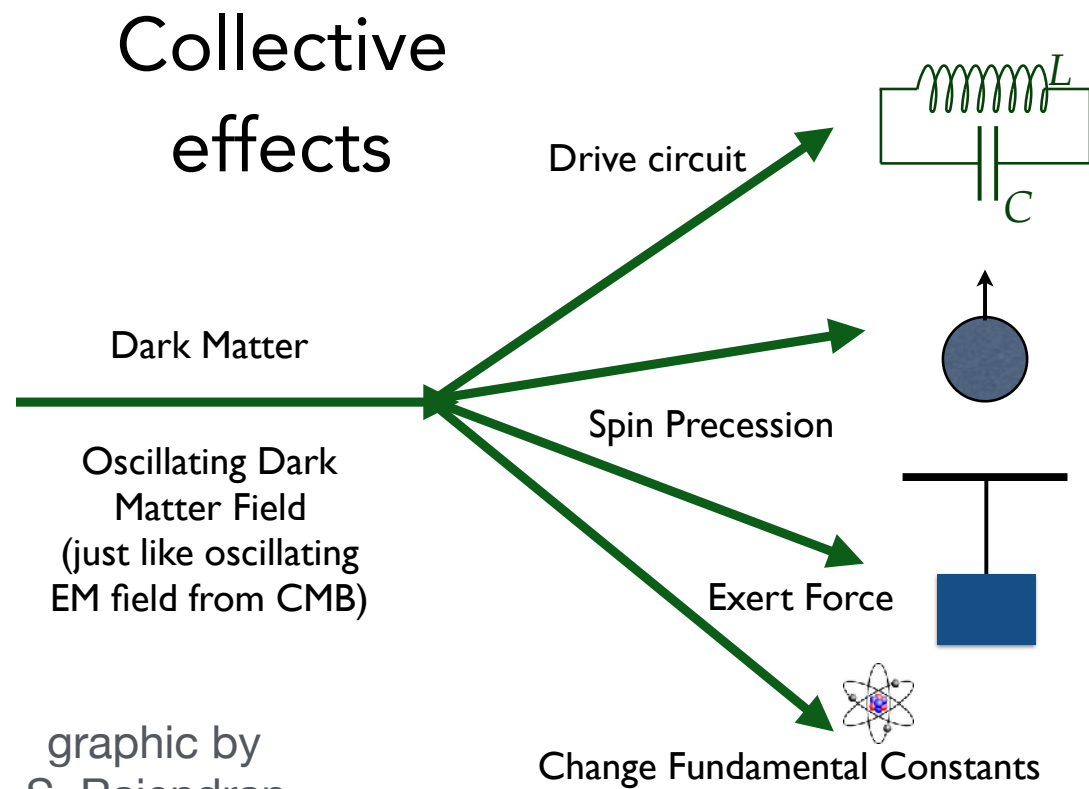 Collective
effects
Drive circuit
L
C
Dark Matter
Spin Precession
Oscillating Dark
Matter Field
(just like oscillating
EM field from CMB)
Exert Force
graphic by
S. Rajendran
Change Fundamental Constants